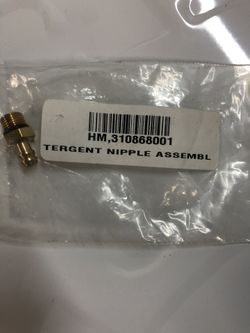 HM,310868001
TERGENT NIPPLE ASSEMBL